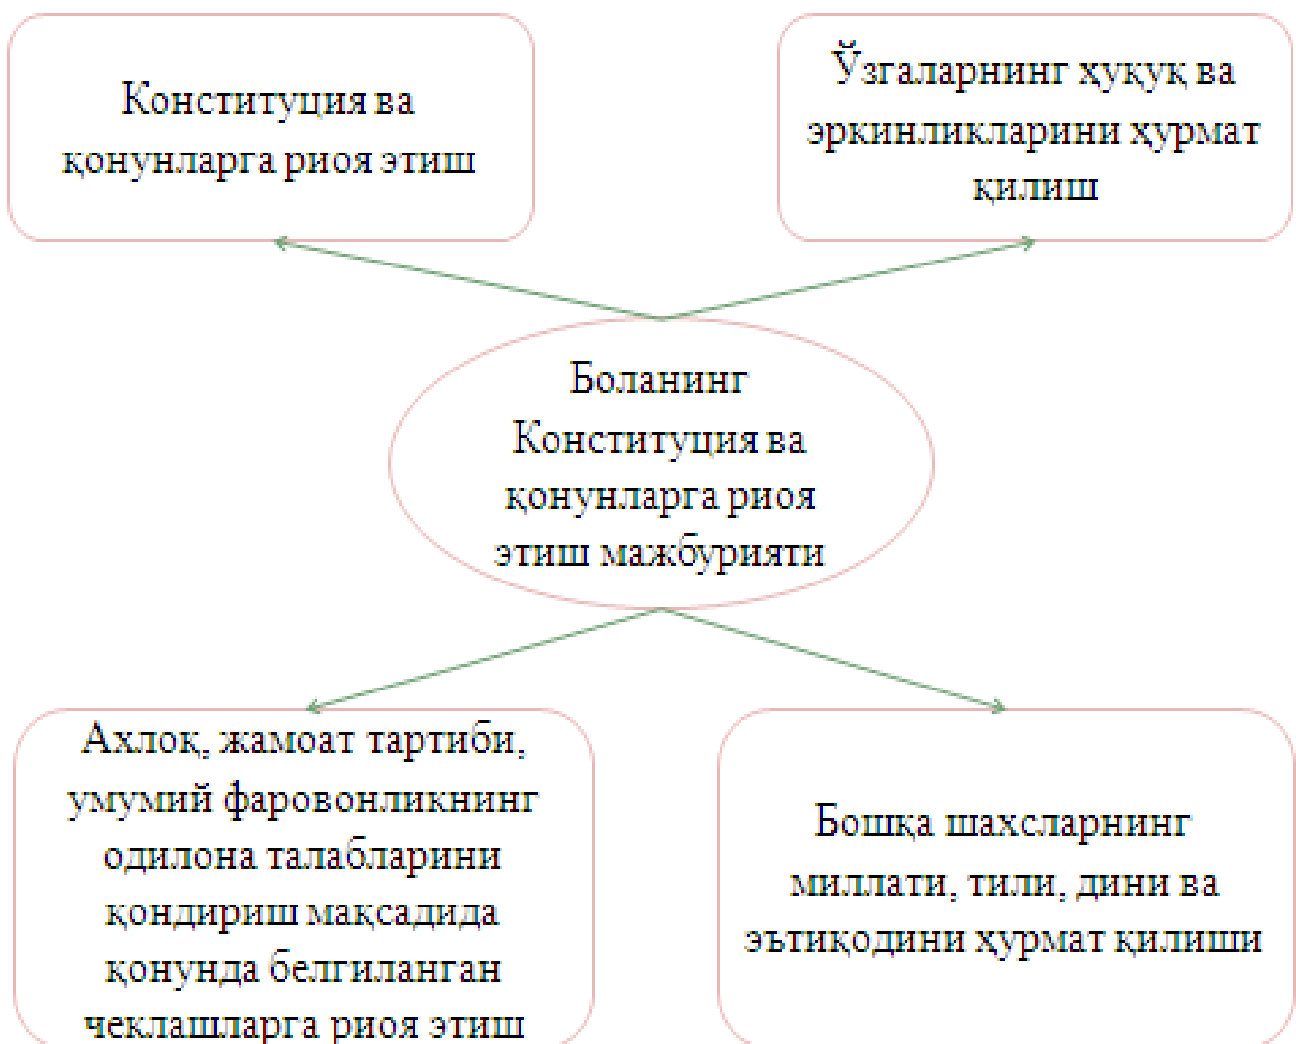 Конституция ва
қонунларга риоя этиш
Ўзгаларнинг ҳуқуқ ва
эркинликларини ҳурмат
қилиш
Боланинг
Конституция ва
қонунларга риоя
этиш мажбурияти
Ахлоқ, жамоат тартиби,
умумий фаровонликнинг
одилона талабларини
қондириш мақсадида
қонунда белгиланган
чеклашларга риоя этиш
Бошқа шахсларнинг
миллати, тили, дини ва
эътиқодини ҳурмат қилиши